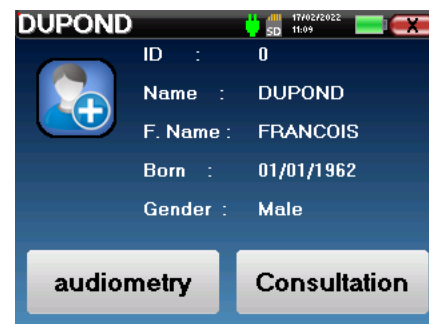 DUPOND SD 17/02/2022
11:09 X
ID : 0
Name : DUPOND
F. Name : FRANCOIS
Born : 01/01/1962
Gender : Male
audiometry Consultation